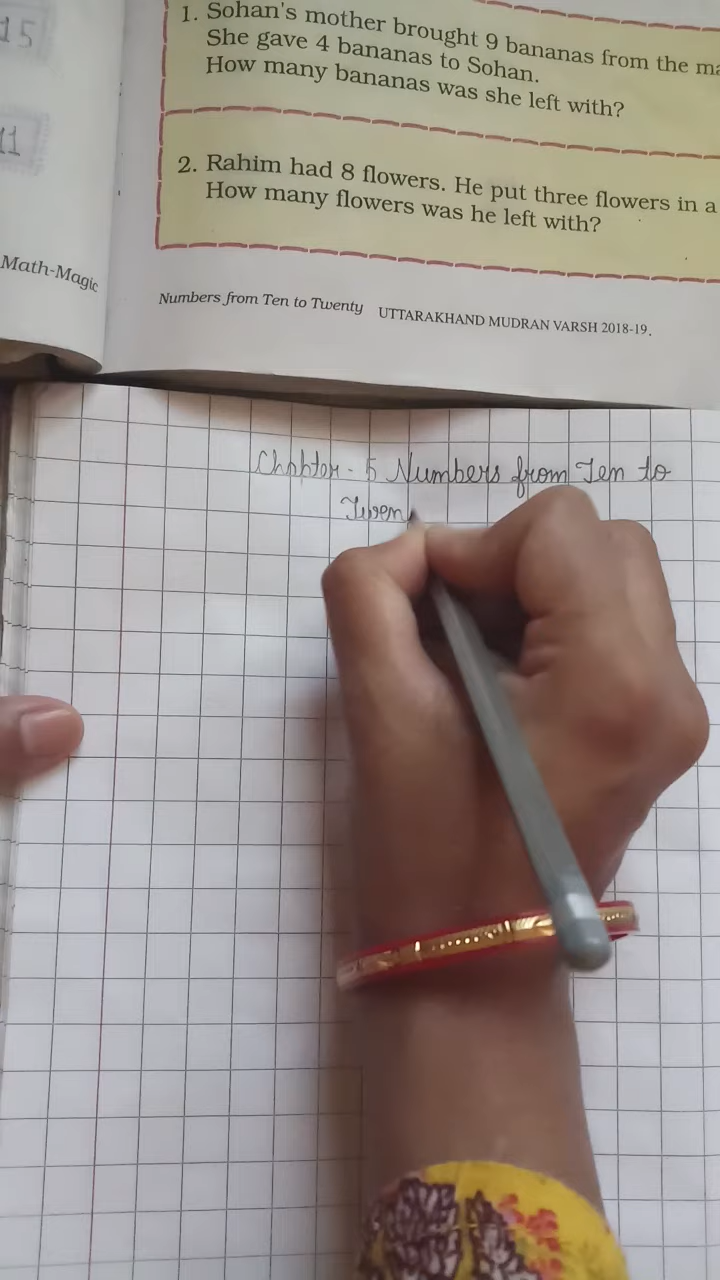 15
11
Math-Magic
1. Sohan's mother brought 9 bananas from the
She gave 4 bananas to Sohan.
How many bananas was she left with?
2. Rahim had 8 flowers. He put three flowers in a
How many flowers was he left with?
Numbers from Ten to Twenty UTTARAKHAND MUDRAN VARSH 2018-19.
Chapter - 5 Numbers from Ten to
Twen